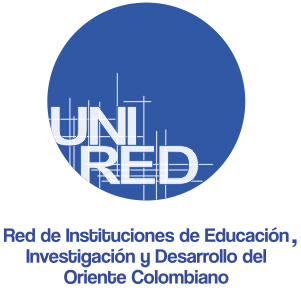 UNI
RED
Red de Instituciones de Educación,
Investigación y Desarrollo del
Oriente Colombiano